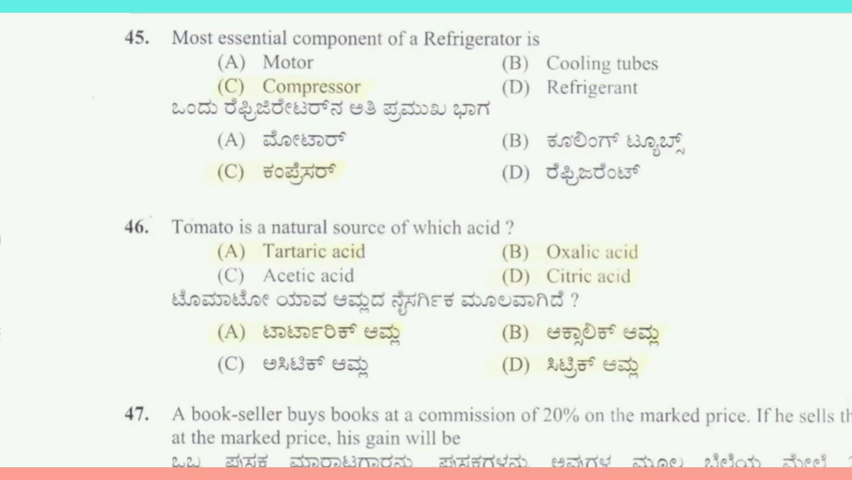 45. Most essential component of a Refrigerator is
(A) Motor (B) Cooling tubes
(C) Compressor (D) Refrigerant
ಒಂದು ರೆಫ್ರಿಜಿರೇಟರ್‌ನ ಅತಿ ಪ್ರಮುಖ ಭಾಗ
(A) ಮೋಟಾರ್ (B) ಕೂಲಿಂಗ್ ಟ್ಯೂಬ್ಸ್
(C) ಕಂಪ್ರೆಸರ್ (D) ರೆಫ್ರಿಜರೆಂಟ್
46. Tomato is a natural source of which acid ?
(A) Tartaric acid (B) Oxalic acid
(C) Acetic acid (D) Citric acid
ಟೊಮಾಟೋ ಯಾವ ಆಮ್ಲದ ನೈಸರ್ಗಿಕ ಮೂಲವಾಗಿದೆ ?
(A) ಟಾರ್ಟಾರಿಕ್ ಆಮ್ಲ (B) ಆಕ್ಸಾಲಿಕ್ ಆಮ್ಲ
(C) ಅಸಿಟಿಕ್ ಆಮ್ಲ (D) ಸಿಟ್ರಿಕ್ ಆಮ್ಲ
47. A book-seller buys books at a commission of 20% on the marked price. If he sells
at the marked price, his gain will be